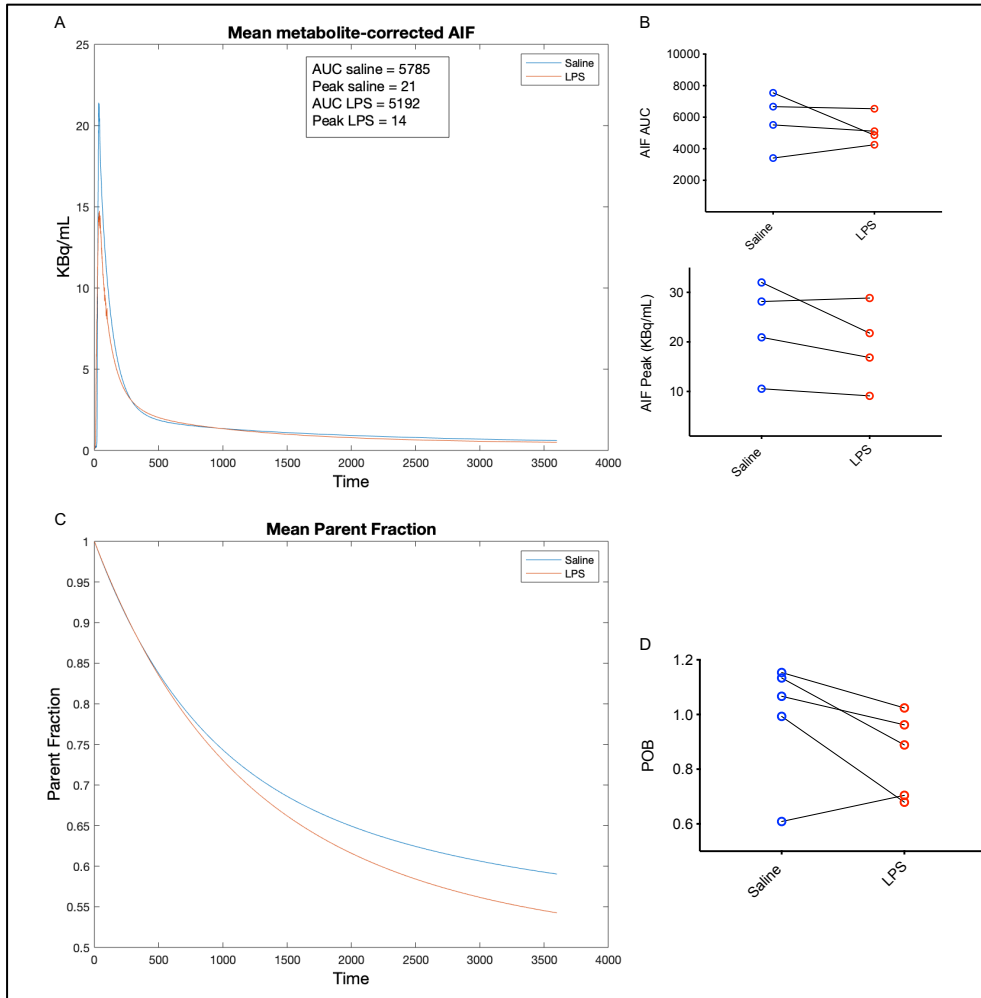 A
Mean metabolite-corrected AIF
25
20
15
10
5
0
KBq/mL
AUC saline = 5785
Peak saline = 21
AUC LPS = 5192
Peak LPS = 14
Saline
LPS
0 500 1000 1500 2000 2500 3000 3500 4000
Time
B
10000
8000
6000
4000
2000
AIF AUC
Saline
LPS
30
20
10
AIF Peak (KBq/mL)
Saline
LPS
C
Mean Parent Fraction
1
0.95
0.9
0.85
0.8
0.75
0.7
0.65
0.6
0.55
0.5
Parent Fraction
Saline
LPS
0 500 1000 1500 2000 2500 3000 3500 4000
Time
D
1.2
1.0
0.8
0.6
POB
Saline
LPS